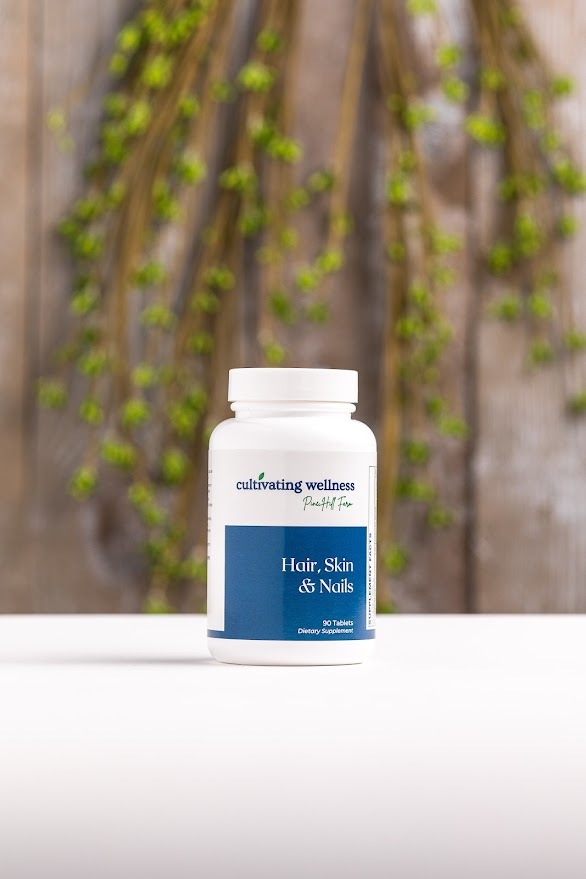 cultivating wellness
Pine Hill Farm
Hair, Skin
& Nails
90 Tablets
Dietary Supplement
SUPPLEMENT FACTS